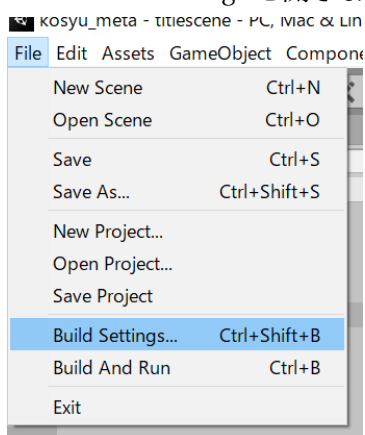 kosyu_meta - titlescene - PC, Mac & Lin
File Edit Assets GameObject Compone
New Scene Ctrl+N
Open Scene Ctrl+O
Save Ctrl+S
Save As... Ctrl+Shift+S
New Project...
Open Project...
Save Project
Build Settings... Ctrl+Shift+B
Build And Run Ctrl+B
Exit